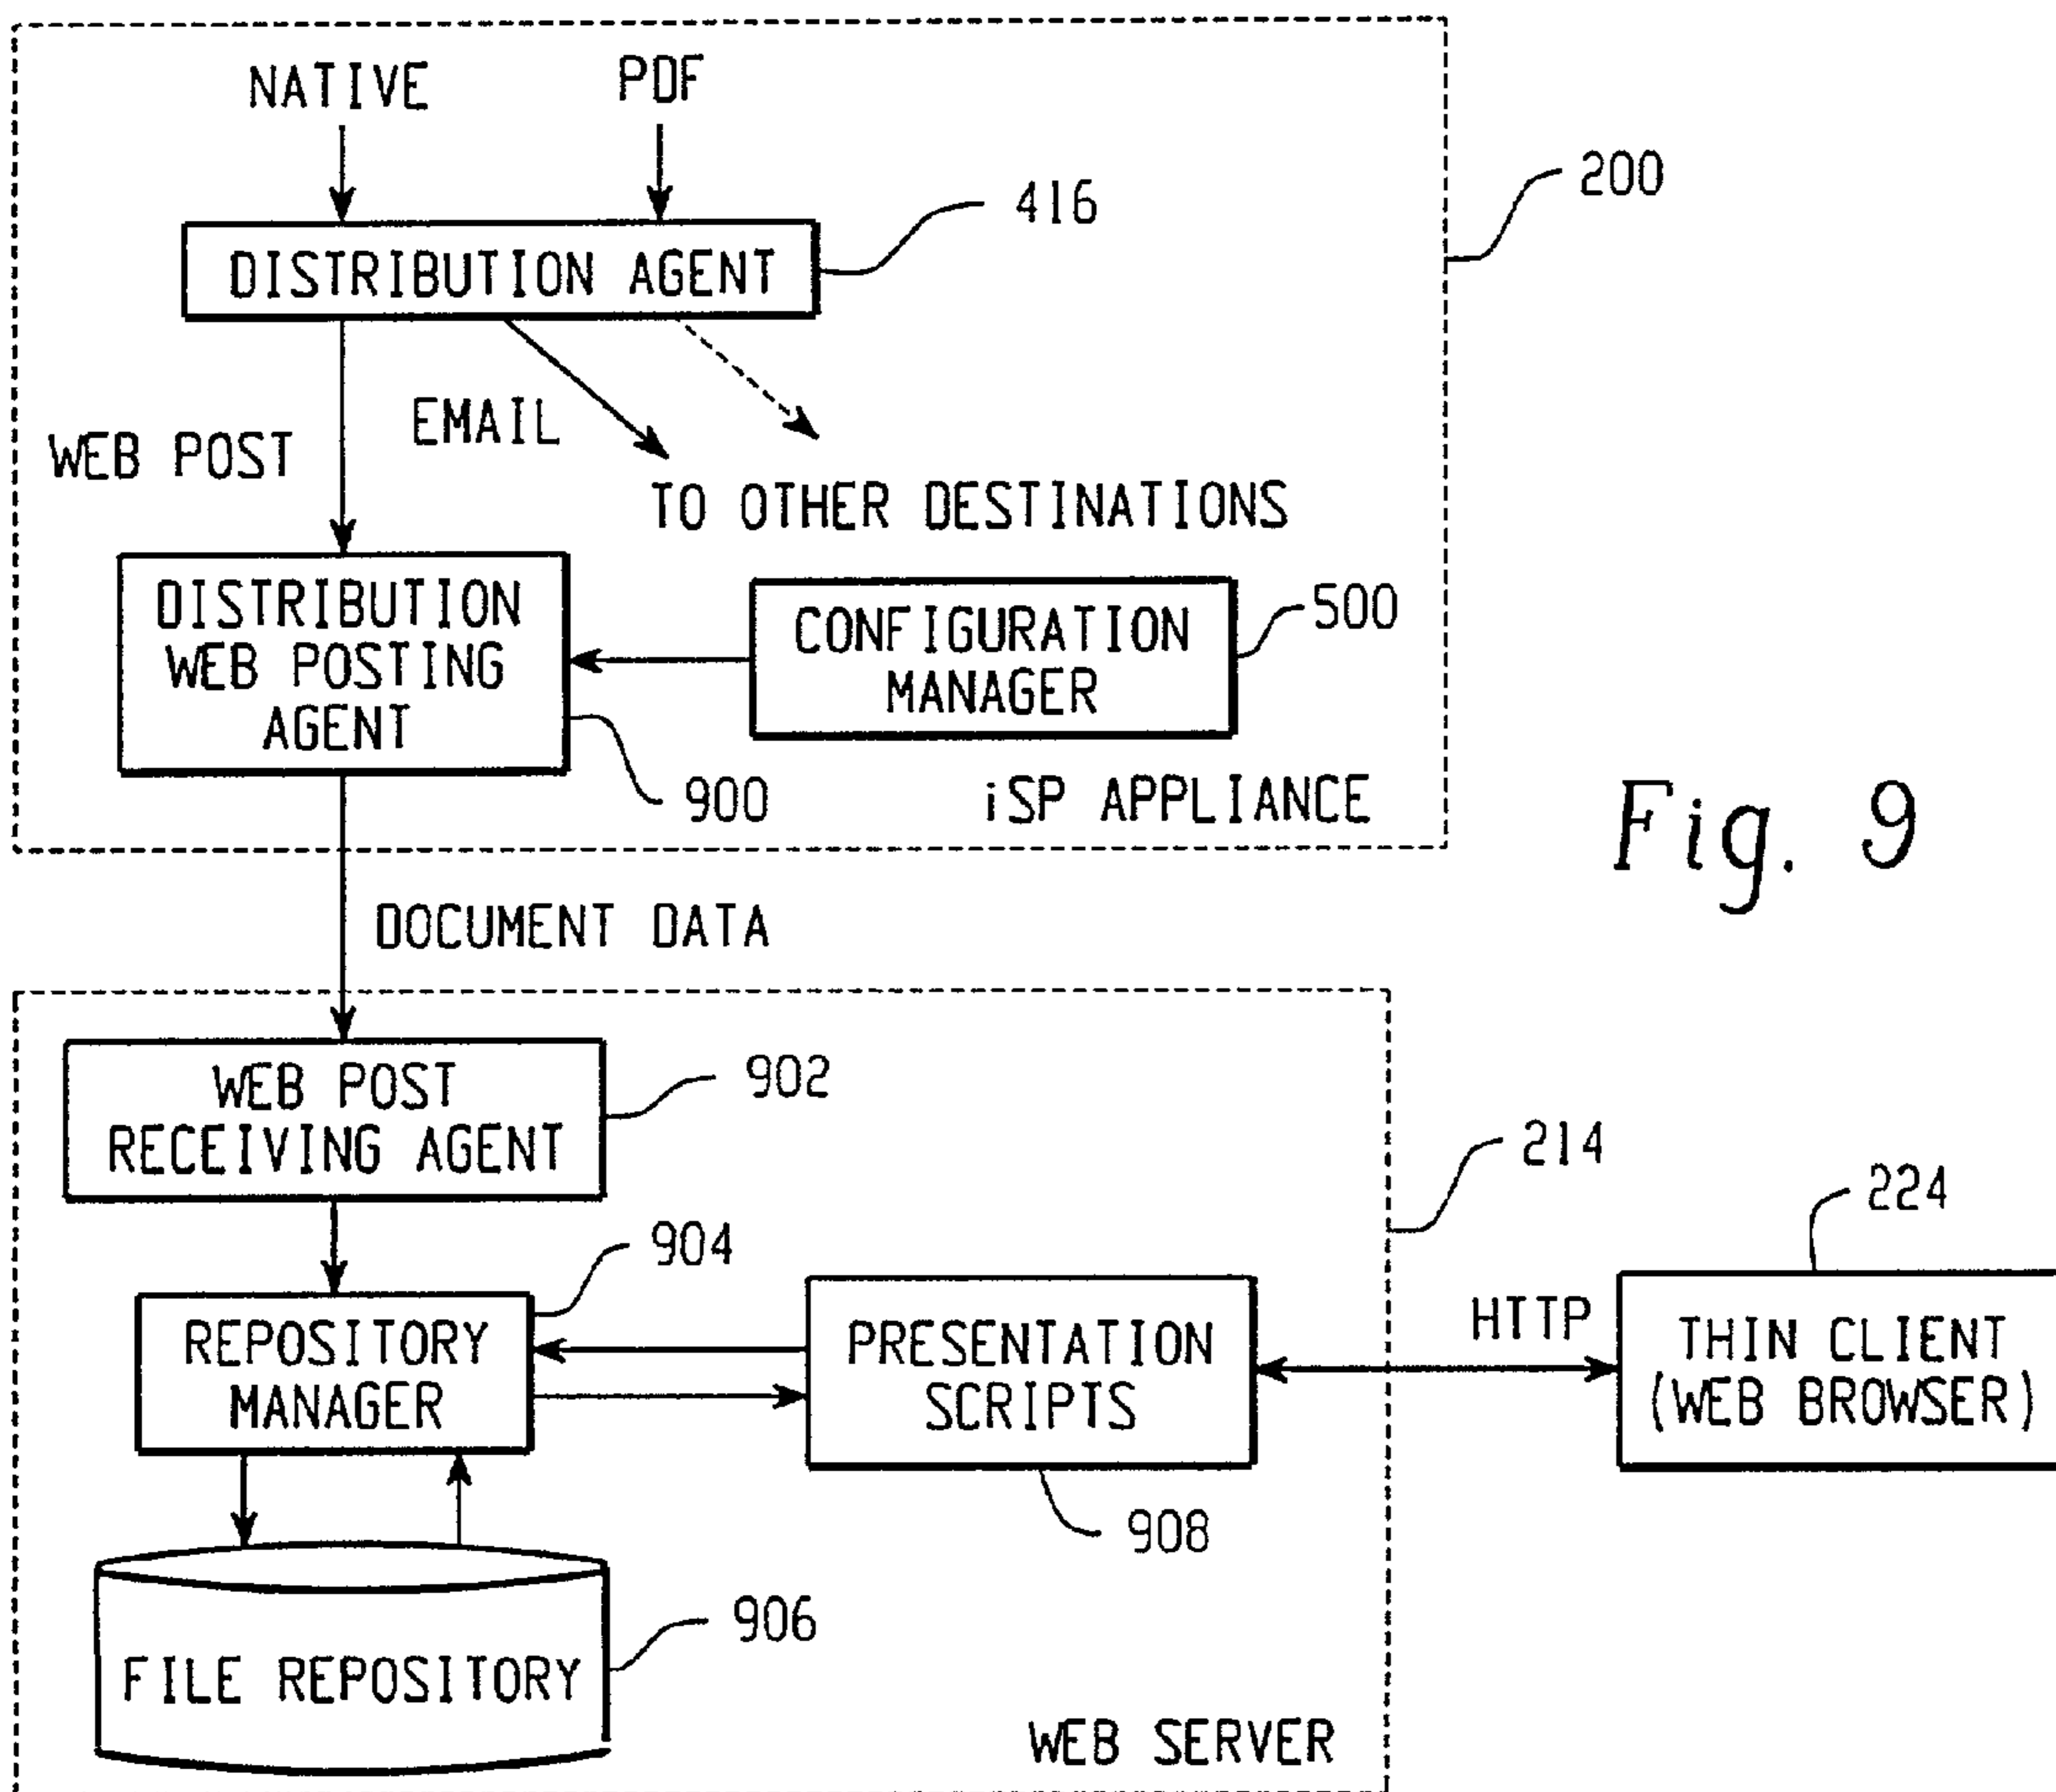 NATIVE
PDF
200
416
DISTRIBUTION AGENT
EMAIL
WEB POST
TO OTHER DESTINATIONS
DISTRIBUTION
WEB POSTING
AGENT
CONFIGURATION
MANAGER
500
900
iSP APPLIANCE
Fig. 9
DOCUMENT DATA
WEB POST
RECEIVING AGENT
902
214
224
904
REPOSITORY
MANAGER
PRESENTATION
SCRIPTS
HTTP
THIN CLIENT
(WEB BROWSER)
908
906
FILE REPOSITORY
WEB SERVER